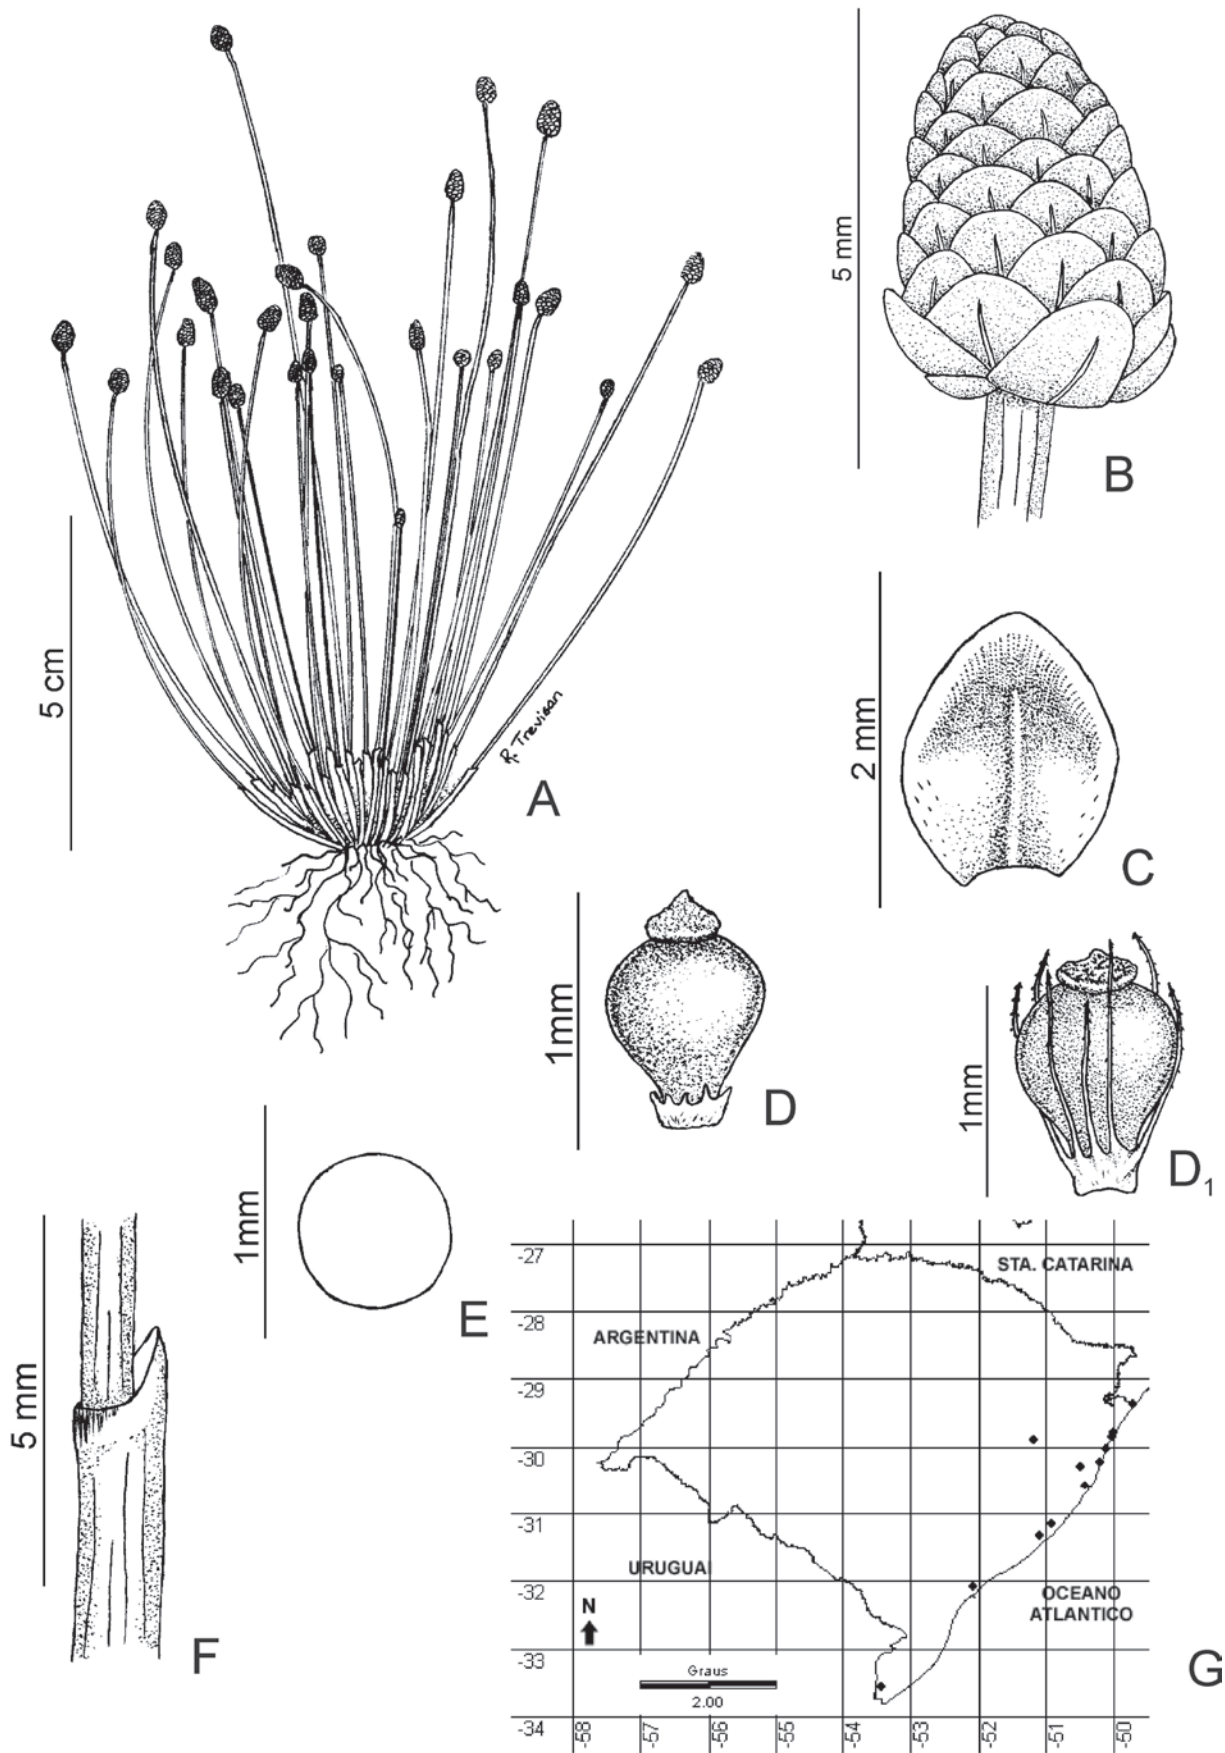 5 cm
R. Trevisan
A
5 mm
B
2 mm
C
1mm
D
1mm
D1
1mm
E
5 mm
F
-27
-28
-29
-30
-31
-32
-33
-34
STA. CATARINA
ARGENTINA
URUGUAI
OCEANO
ATLANTICO
N
Graus
2.00
-58
-57
-56
-55
-54
-53
-52
-51
-50
G